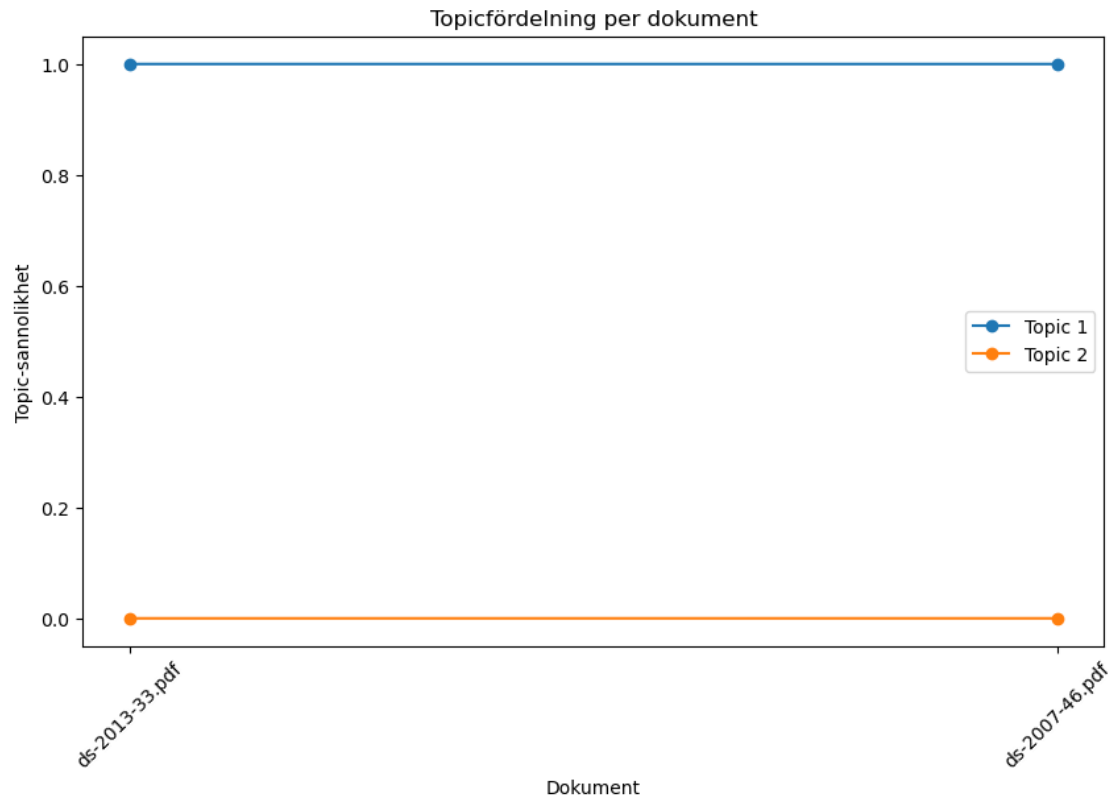 Topicfördelning per dokument
Topic-sannolikhet
1.0
0.8
0.6
0.4
0.2
0.0
Topic 1
Topic 2
ds-2013-33.pdf
ds-2007-46.pdf
Dokument